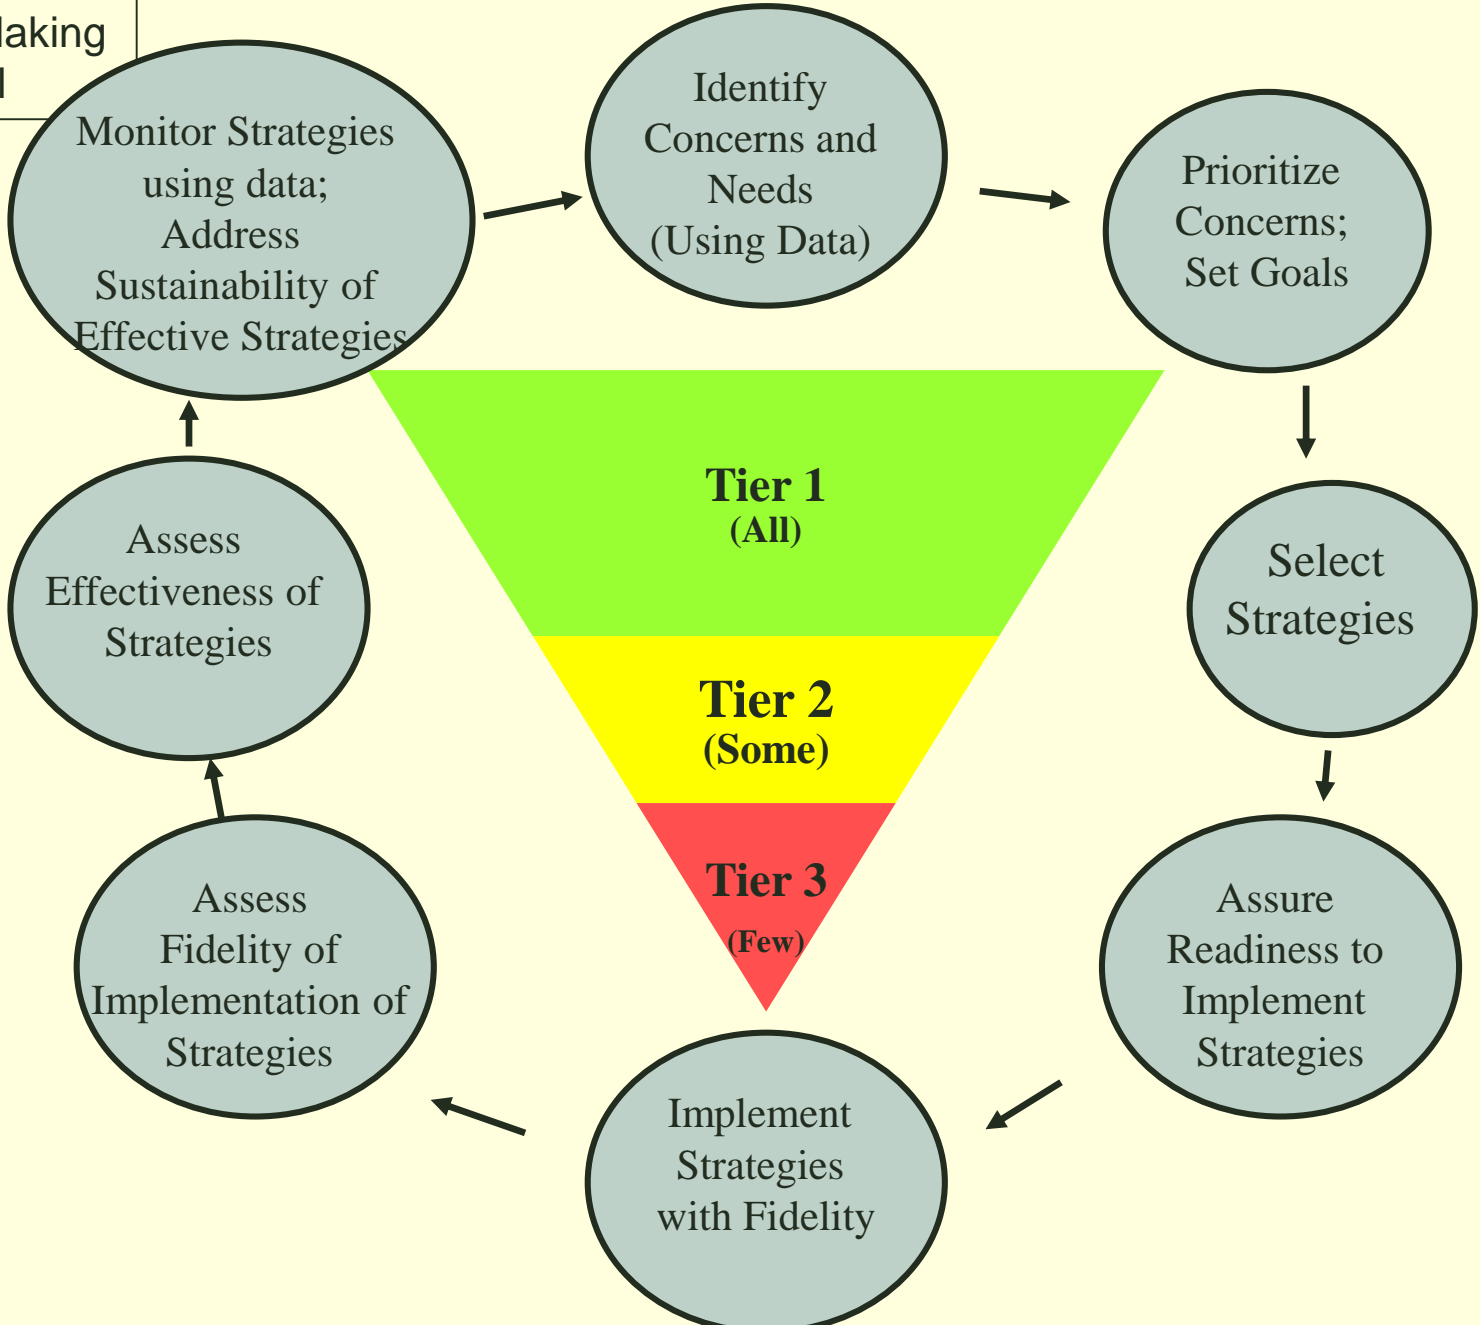 Monitor Strategies
using data;
Address
Sustainability of
Effective Strategies
Identify
Concerns and
Needs
(Using Data)
Prioritize
Concerns;
Set Goals
Select
Strategies
Assure
Readiness to
Implement
Strategies
Implement
Strategies
with Fidelity
Assess
Fidelity of
Implementation of
Strategies
Assess
Effectiveness of
Strategies
Tier 1
(All)
Tier 2
(Some)
Tier 3
(Few)